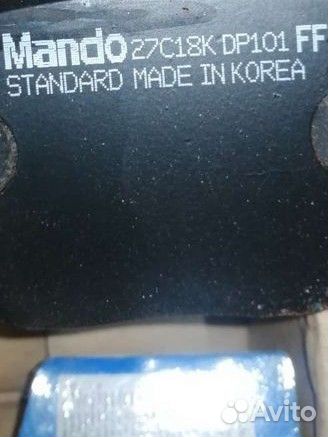 Mando 27C18K-DP101 FF
STANDARD MADE IN KOREA
Avito